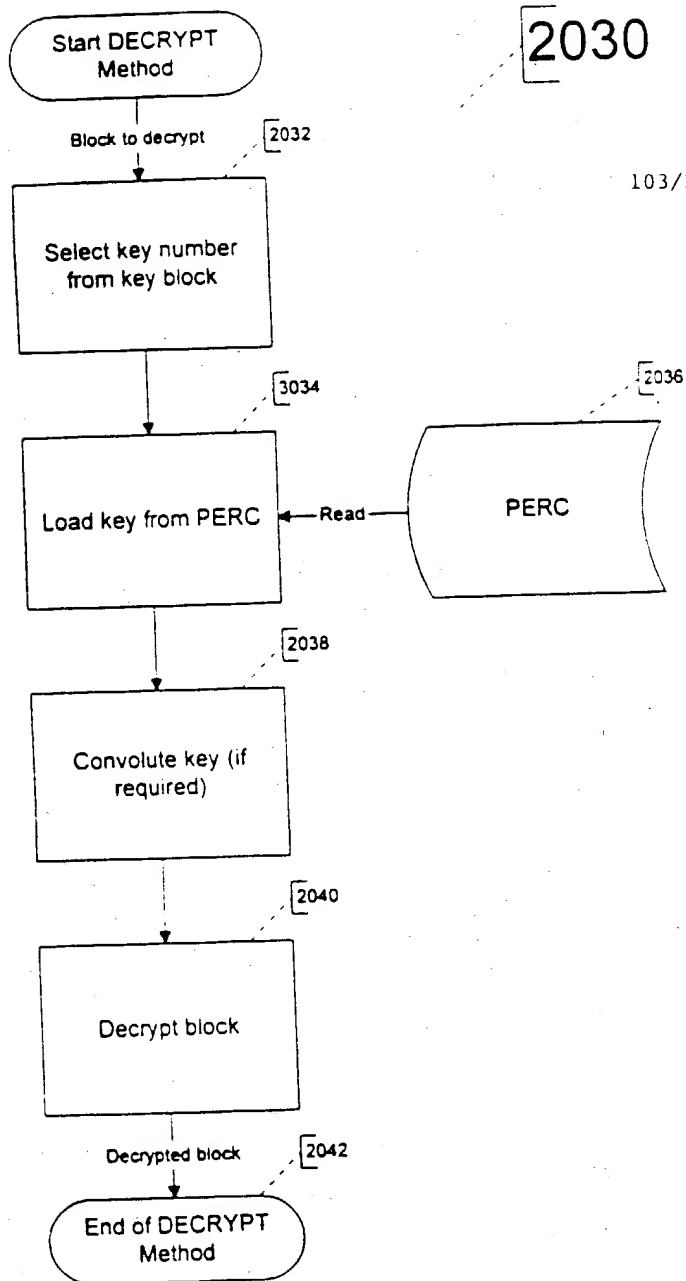 Start DECRYPT
Method
2030
Block to decrypt
2032
103/
Select key number
from key block
3034
2036
Load key from PERC
Read
PERC
2038
Convolute key (if
required)
2040
Decrypt block
Decrypted block
2042
End of DECRYPT
Method